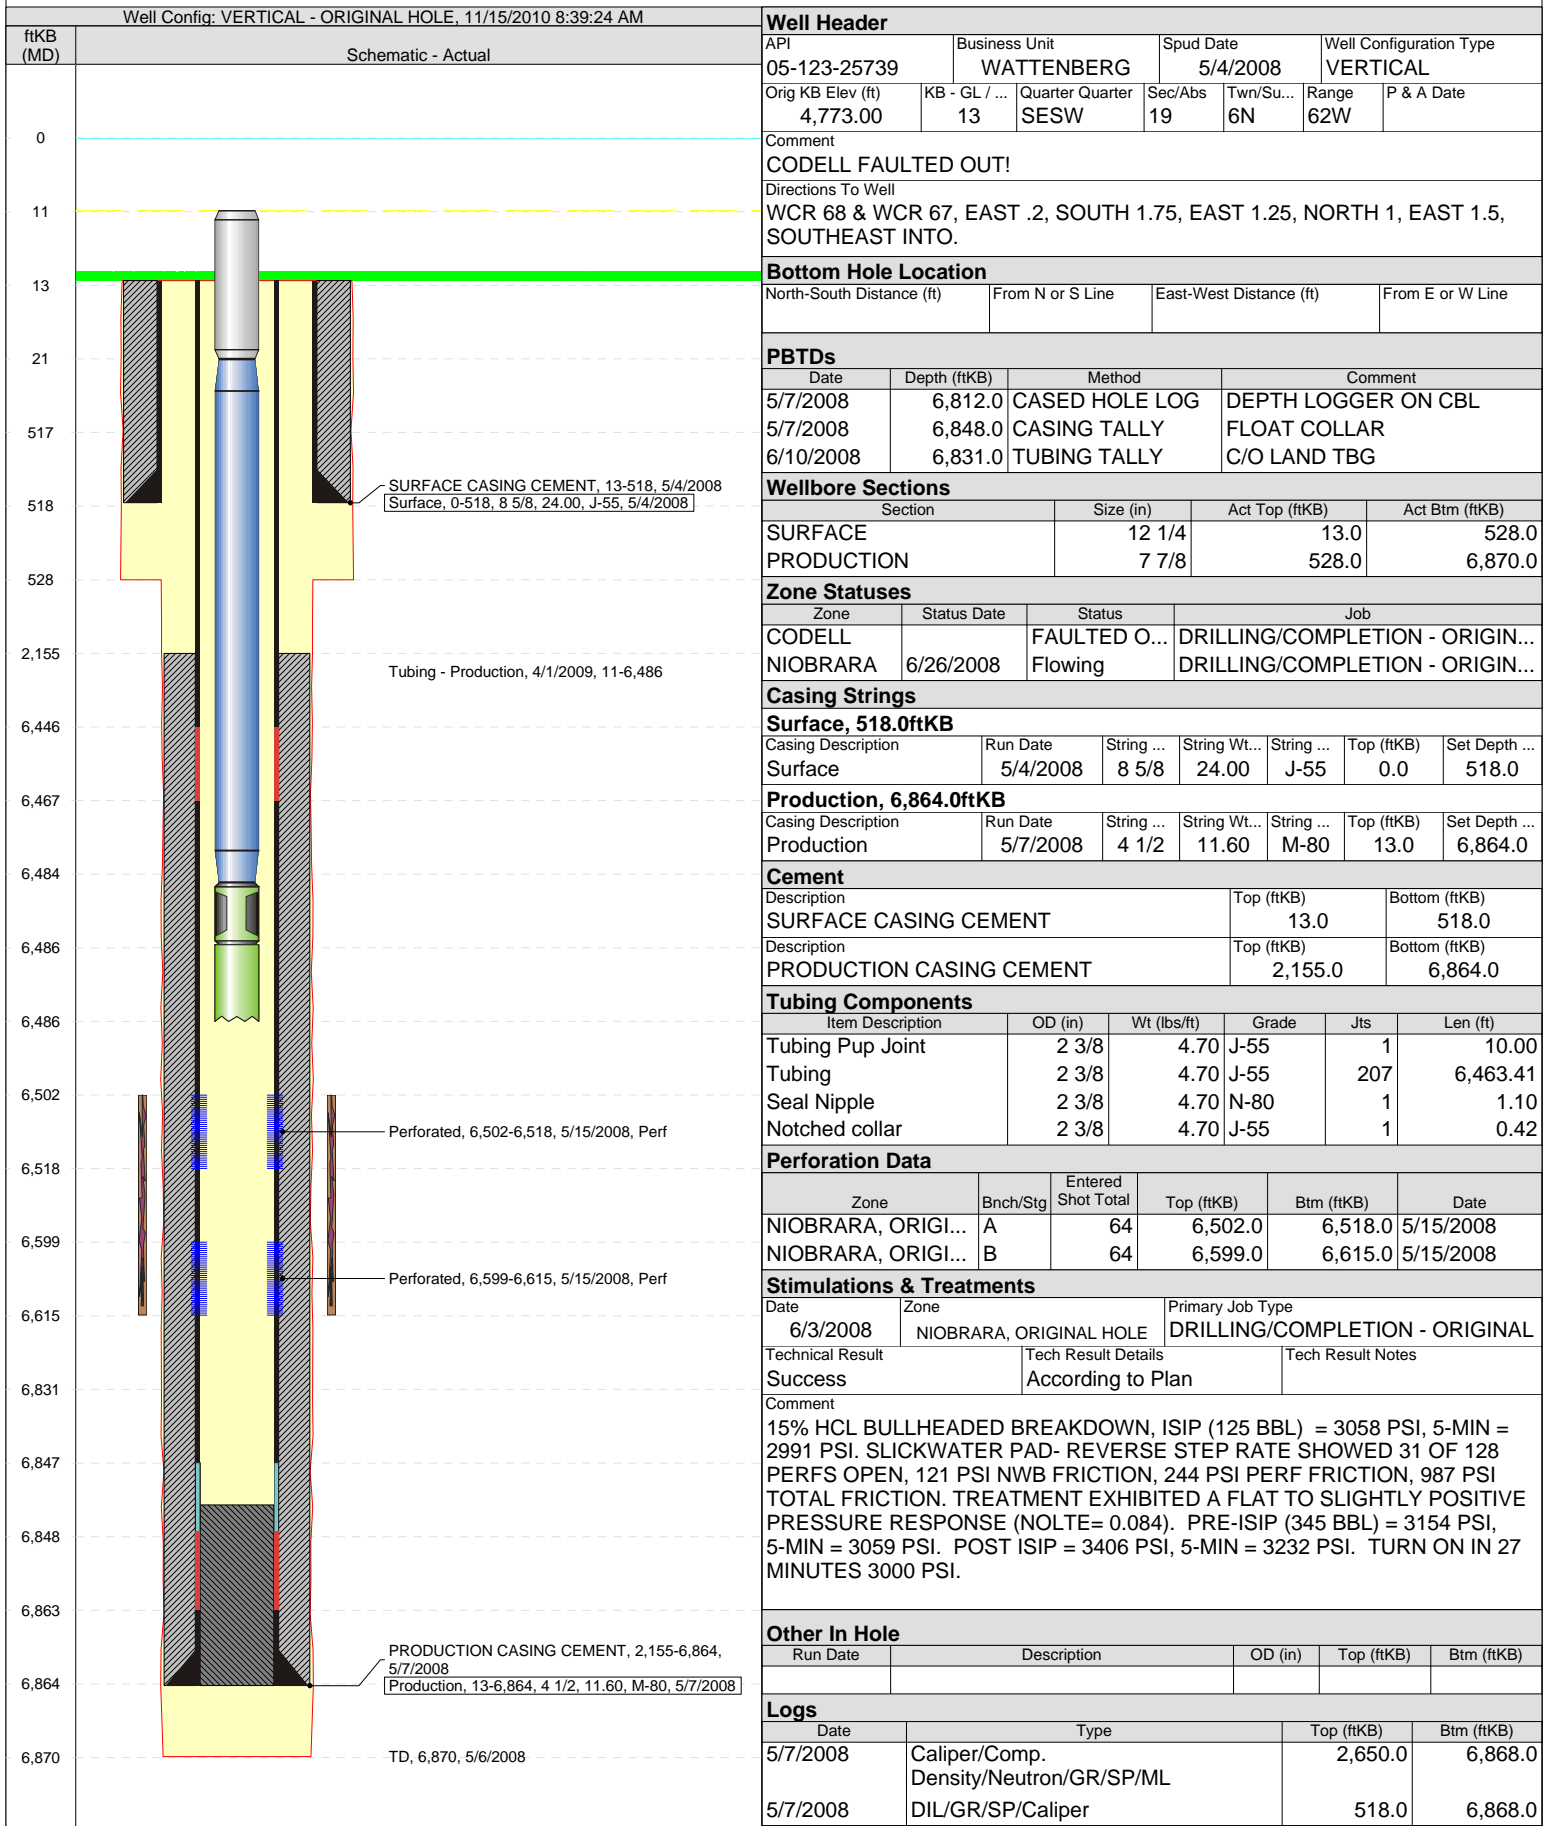 Well Config: VERTICAL - ORIGINAL HOLE, 11/15/2010 8:39:24 AM
ftKB
(MD)
Schematic - Actual
0
11
13
21
517
518
528
2,155
6,446
6,467
6,484
6,486
6,486
6,502
6,518
6,599
6,615
6,831
6,847
6,848
6,863
6,864
6,870
SURFACE CASING CEMENT, 13-518, 5/4/2008
Surface, 0-518, 8 5/8, 24.00, J-55, 5/4/2008
Tubing - Production, 4/1/2009, 11-6,486
Perforated, 6,502-6,518, 5/15/2008, Perf
Perforated, 6,599-6,615, 5/15/2008, Perf
PRODUCTION CASING CEMENT, 2,155-6,864,
5/7/2008
Production, 13-6,864, 4 1/2, 11.60, M-80, 5/7/2008
TD, 6,870, 5/6/2008
Well Header
API Business Unit Spud Date Well Configuration Type
05-123-25739 WATTENBERG 5/4/2008 VERTICAL
Orig KB Elev (ft) KB - GL / ... Quarter Quarter Sec/Abs Twn/Su... Range P & A Date
4,773.00 13 SESW 19 6N 62W
Comment
CODELL FAULTED OUT!
Directions To Well
WCR 68 & WCR 67, EAST .2, SOUTH 1.75, EAST 1.25, NORTH 1, EAST 1.5,
SOUTHEAST INTO.
Bottom Hole Location
North-South Distance (ft) From N or S Line East-West Distance (ft) From E or W Line
PBTDs
Date Depth (ftKB) Method Comment
5/7/2008 6,812.0 CASED HOLE LOG DEPTH LOGGER ON CBL
5/7/2008 6,848.0 CASING TALLY FLOAT COLLAR
6/10/2008 6,831.0 TUBING TALLY C/O LAND TBG
Wellbore Sections
Section Size (in) Act Top (ftKB) Act Btm (ftKB)
SURFACE 12 1/4 13.0 528.0
PRODUCTION 7 7/8 528.0 6,870.0
Zone Statuses
Zone Status Date Status Job
CODELL FAULTED O... DRILLING/COMPLETION - ORIGIN...
NIOBRARA 6/26/2008 Flowing DRILLING/COMPLETION - ORIGIN...
Casing Strings
Surface, 518.0ftKB
Casing Description Run Date String ... String Wt... String ... Top (ftKB) Set Depth ...
Surface 5/4/2008 8 5/8 24.00 J-55 0.0 518.0
Production, 6,864.0ftKB
Casing Description Run Date String ... String Wt... String ... Top (ftKB) Set Depth ...
Production 5/7/2008 4 1/2 11.60 M-80 13.0 6,864.0
Cement
Description Top (ftKB) Bottom (ftKB)
SURFACE CASING CEMENT 13.0 518.0
Description Top (ftKB) Bottom (ftKB)
PRODUCTION CASING CEMENT 2,155.0 6,864.0
Tubing Components
Item Description OD (in) Wt (lbs/ft) Grade Jts Len (ft)
Tubing Pup Joint 2 3/8 4.70 J-55 1 10.00
Tubing 2 3/8 4.70 J-55 207 6,463.41
Seal Nipple 2 3/8 4.70 N-80 1 1.10
Notched collar 2 3/8 4.70 J-55 1 0.42
Perforation Data
Zone Bnch/Stg Entered Shot Total Top (ftKB) Btm (ftKB) Date
NIOBRARA, ORIGI... A 64 6,502.0 6,518.0 5/15/2008
NIOBRARA, ORIGI... B 64 6,599.0 6,615.0 5/15/2008
Stimulations & Treatments
Date Zone Primary Job Type
6/3/2008 NIOBRARA, ORIGINAL HOLE DRILLING/COMPLETION - ORIGINAL
Technical Result Tech Result Details Tech Result Notes
Success According to Plan
Comment
15% HCL BULLHEADED BREAKDOWN, ISIP (125 BBL) = 3058 PSI, 5-MIN =
2991 PSI. SLICKWATER PAD- REVERSE STEP RATE SHOWED 31 OF 128
PERFS OPEN, 121 PSI NWB FRICTION, 244 PSI PERF FRICTION, 987 PSI
TOTAL FRICTION. TREATMENT EXHIBITED A FLAT TO SLIGHTLY POSITIVE
PRESSURE RESPONSE (NOLTE= 0.084). PRE-ISIP (345 BBL) = 3154 PSI,
5-MIN = 3059 PSI. POST ISIP = 3406 PSI, 5-MIN = 3232 PSI. TURN ON IN 27
MINUTES 3000 PSI.
Other In Hole
Run Date Description OD (in) Top (ftKB) Btm (ftKB)
Logs
Date Type Top (ftKB) Btm (ftKB)
5/7/2008 Caliper/Comp. 2,650.0 6,868.0
Density/Neutron/GR/SP/ML
5/7/2008 DIL/GR/SP/Caliper 518.0 6,868.0